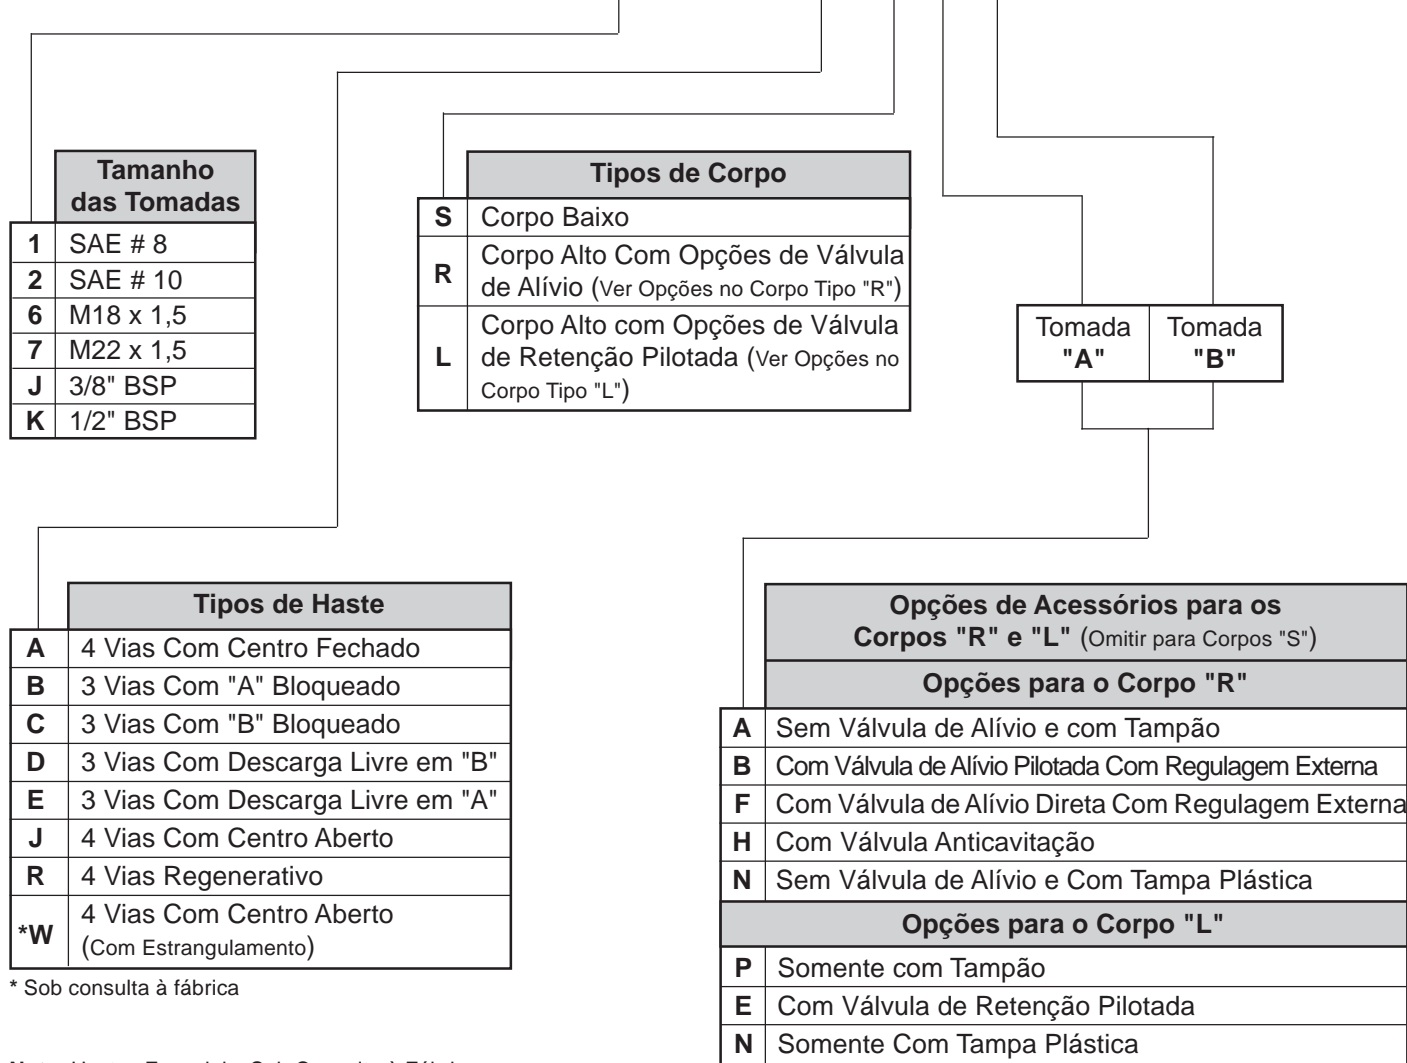 Tamanho
das Tomadas
1 SAE # 8
2 SAE # 10
6 M18 x 1,5
7 M22 x 1,5
J 3/8" BSP
K 1/2" BSP
Tipos de Corpo
S Corpo Baixo
R Corpo Alto Com Opções de Válvula
de Alívio (Ver Opções no Corpo Tipo "R")
L Corpo Alto com Opções de Válvula
de Retenção Pilotada (Ver Opções no
Corpo Tipo "L")
Tomada
"A"
Tomada
"B"
Tipos de Haste
A 4 Vias Com Centro Fechado
B 3 Vias Com "A" Bloqueado
C 3 Vias Com "B" Bloqueado
D 3 Vias Com Descarga Livre em "B"
E 3 Vias Com Descarga Livre em "A"
J 4 Vias Com Centro Aberto
R 4 Vias Regenerativo
*W 4 Vias Com Centro Aberto
(Com Estrangulamento)
* Sob consulta à fábrica
Opções de Acessórios para os
Corpos "R" e "L" (Omitir para Corpos "S")
Opções para o Corpo "R"
A Sem Válvula de Alívio e com Tampão
B Com Válvula de Alívio Pilotada Com Regulagem Externa
F Com Válvula de Alívio Direta Com Regulagem Externa
H Com Válvula Anticavitação
N Sem Válvula de Alívio e Com Tampa Plástica
Opções para o Corpo "L"
P Somente com Tampão
E Com Válvula de Retenção Pilotada
N Somente Com Tampa Plástica